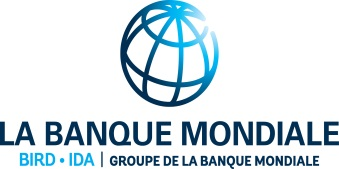 LA BANQUE MONDIALE
BIRD • IDA | GROUPE DE LA BANQUE MONDIALE